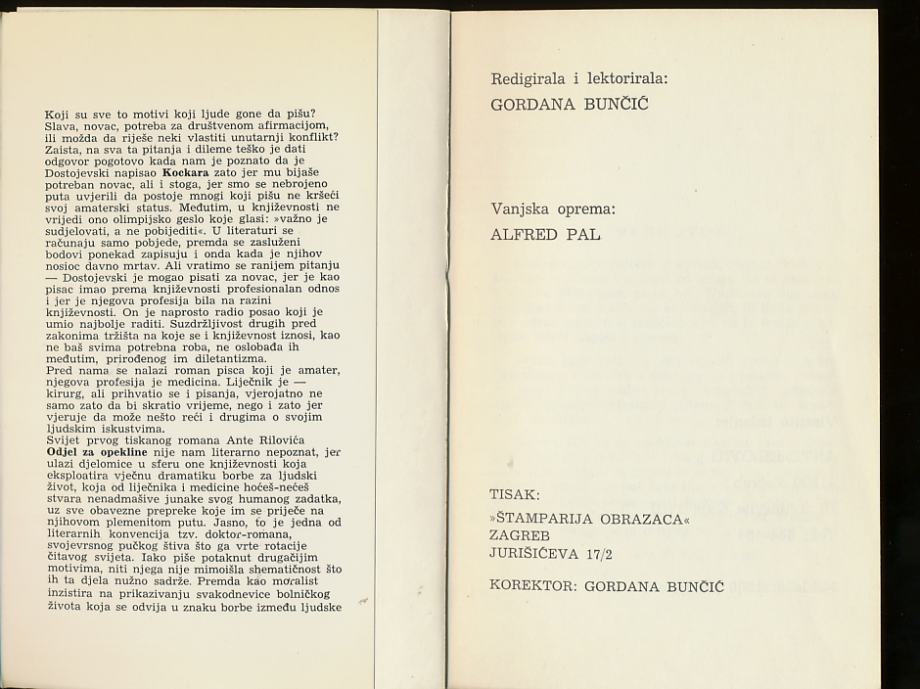 Koji su sve to motivi koji ljude gone da pišu?
Slava, novac, potreba za društvenom afirmacijom,
ili možda da riješe neki vlastiti unutarnji konflikt?
Zaista, na sva ta pitanja i dileme teško je dati
odgovor pogotovo kada nam je poznato da je
Dostojevski napisao Kockara zato jer mu bijaše
potreban novac, ali i stoga, jer smo se nebrojeno
puta uvjerili da postoje mnogi koji pišu ne kršeći
svoj amaterski status. Međutim, u književnosti ne
vrijedi ono olimpijsko geslo koje glasi: »važno je
sudjelovati, a ne pobijediti«. U literaturi se
računaju samo pobjede, premda se zasluženi
bodovi ponekad zapisuju i onda kada je njihov
nosioc davno mrtav. Ali vratimo se ranijem pitanju
— Dostojevski je mogao pisati za novac, jer je kao
pisac imao prema književnosti profesionalan odnos
i jer je njegova profesija bila na razini
književnosti. On je naprosto radio posao koji je
umio najbolje raditi. Suzdržljivost drugih pred
zakonima tržišta na koje se i književnost iznosi, kao
ne baš svima potrebna roba, ne oslobađa ih
međutim, prirođenog im diletantizma.
Pred nama se nalazi roman pisca koji je amater,
njegova profesija je medicina. Liječnik je —
kirurg, ali prihvatio se i pisanja, vjerojatno ne
samo zato da bi skratio vrijeme, nego i zato jer
vjeruje da može nešto reći i drugima o svojim
ljudskim iskustvima.
Svijet prvog tiskanog romana Ante Rilovića
Odjel za opekline nije nam literarno nepoznat, jer
ulazi djelomice u sferu one književnosti koja
eksploatira vječnu dramatiku borbe za ljudski
život, koja od liječnika i medicine hoćeš-nećeš
stvara nenadmašive junake svog humanog zadatka,
uz sve obavezne prepreke koje im se priječe na
njihovom plemenitom putu. Jasno, to je jedna od
literarnih konvencija tzv. doktor-romana,
svojevrsnog pučkog štiva što ga vrte rotacije
čitavog svijeta. Iako piše potaknut drugačijim
motivima, niti njega nije mimoišla shematičnost što
ih ta djela nužno sadrže. Premda kao moralist
inzistira na prikazivanju svakodnevice bolničkog
života koja se odvija u znaku borbe između ljudske
Redigirala i lektorirala:
GORDANA BUNČIĆ
Vanjska oprema:
ALFRED PAL
TISAK:
»ŠTAMPARIJA OBRAZACA«
ZAGREB
JURIŠIĆEVA 17/2
KOREKTOR: GORDANA BUNČIĆ